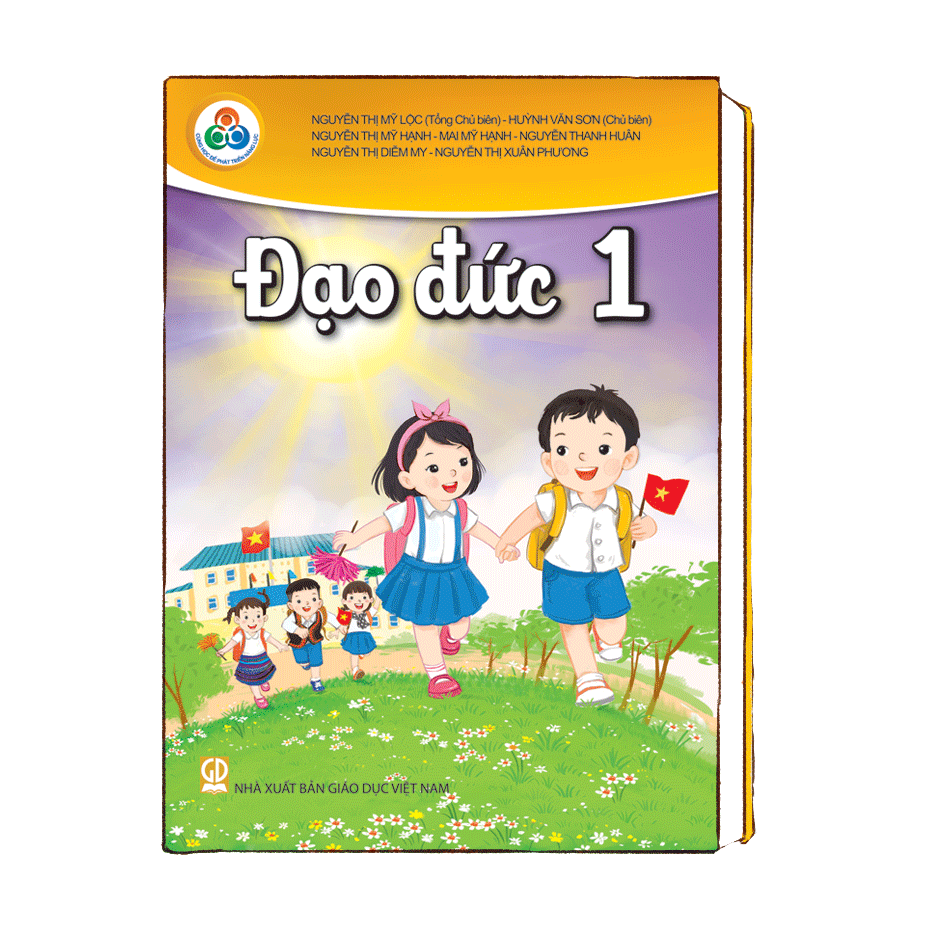 NGUYỄN THỊ MỸ LỘC (Tổng Chủ biên) - HUỲNH VĂN SƠN (Chủ biên)
NGUYỄN THỊ MỸ HẠNH - MAI MỸ HẠNH - NGUYỄN THANH HUÂN
NGUYỄN THỊ DIỄM MY - NGUYỄN THỊ XUÂN PHƯƠNG
CÙNG HỌC ĐỂ PHÁT TRIỂN NĂNG LỰC
Đạo đức 1
GD
NHÀ XUẤT BẢN GIÁO DỤC VIỆT NAM